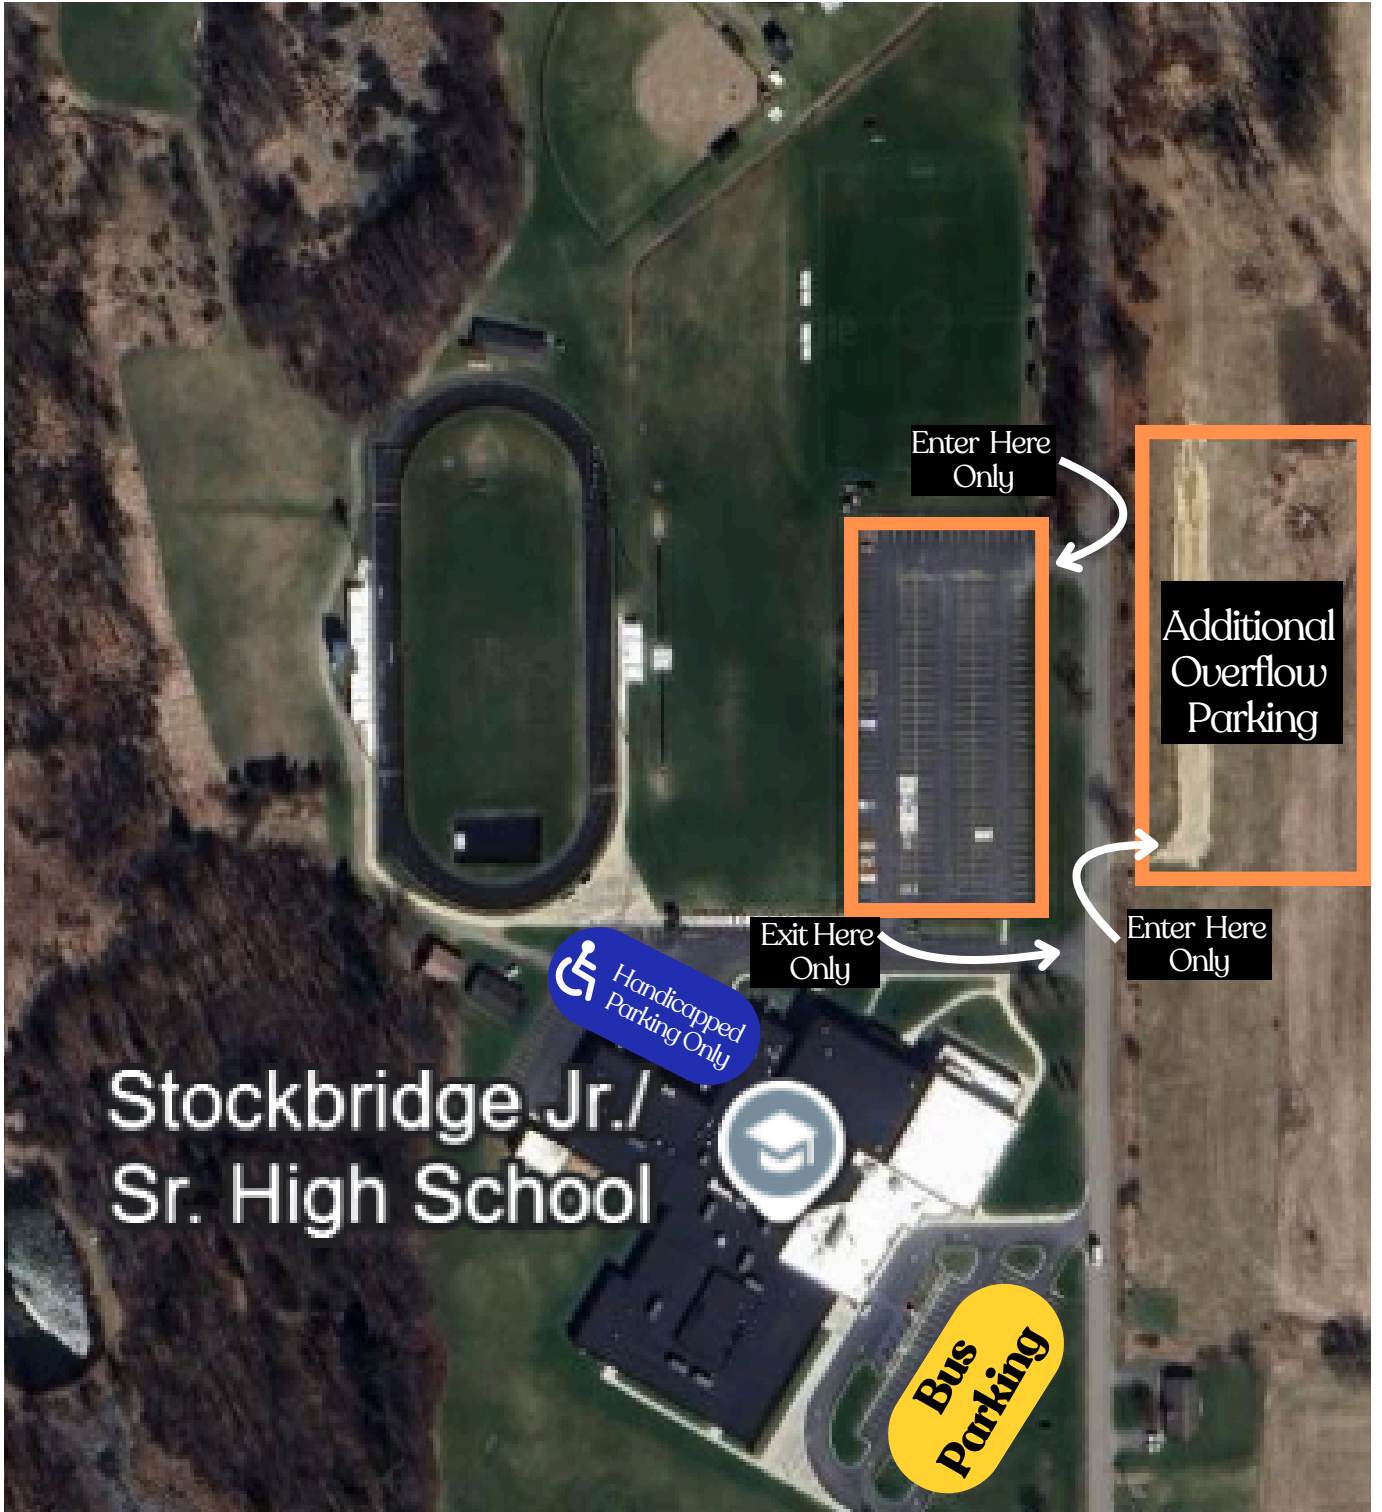 Enter Here
Only
Additional
Overflow
Parking
Exit Here
Only
Enter Here
Only
Handicapped
Parking Only
Stockbridge Jr./
Sr. High School
Bus
Parking